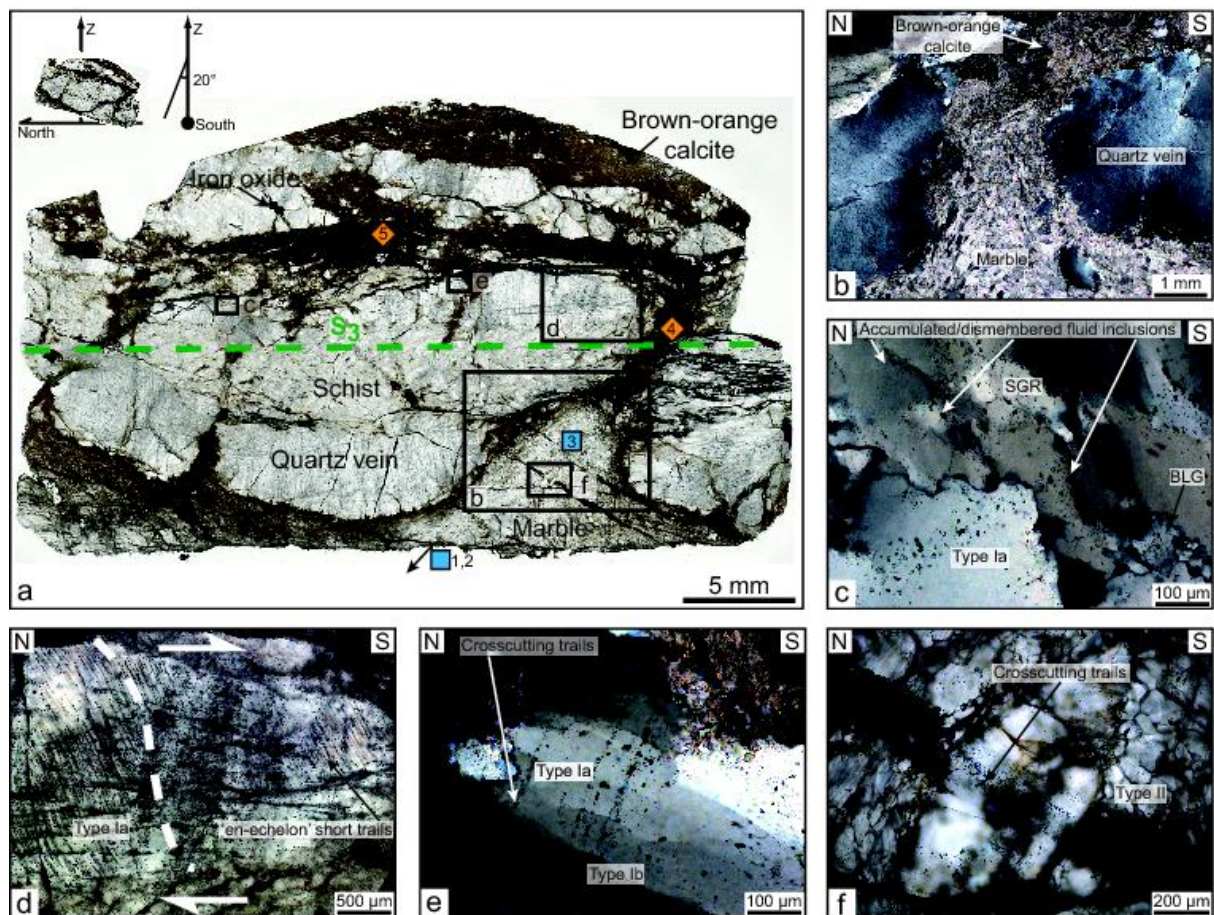 Z
Z
20°
North
South
Brown-orange
calcite
Iron oxide
5
e
c
d
S3
4
Schist
3
Quartz vein
f
b
Marble
1,2
a
5 mm
N
S
Brown-orange
calcite
Quartz vein
Marble
b
1 mm
N
S
Accumulated/dismembered fluid inclusions
SGR
BLG
Type Ia
c
100 µm
N
S
Type Ia
'en-echelon' short trails
d
500 µm
N
S
Crosscutting trails
Type Ia
Type Ib
e
100 µm
N
S
Crosscutting trails
Type II
f
200 µm